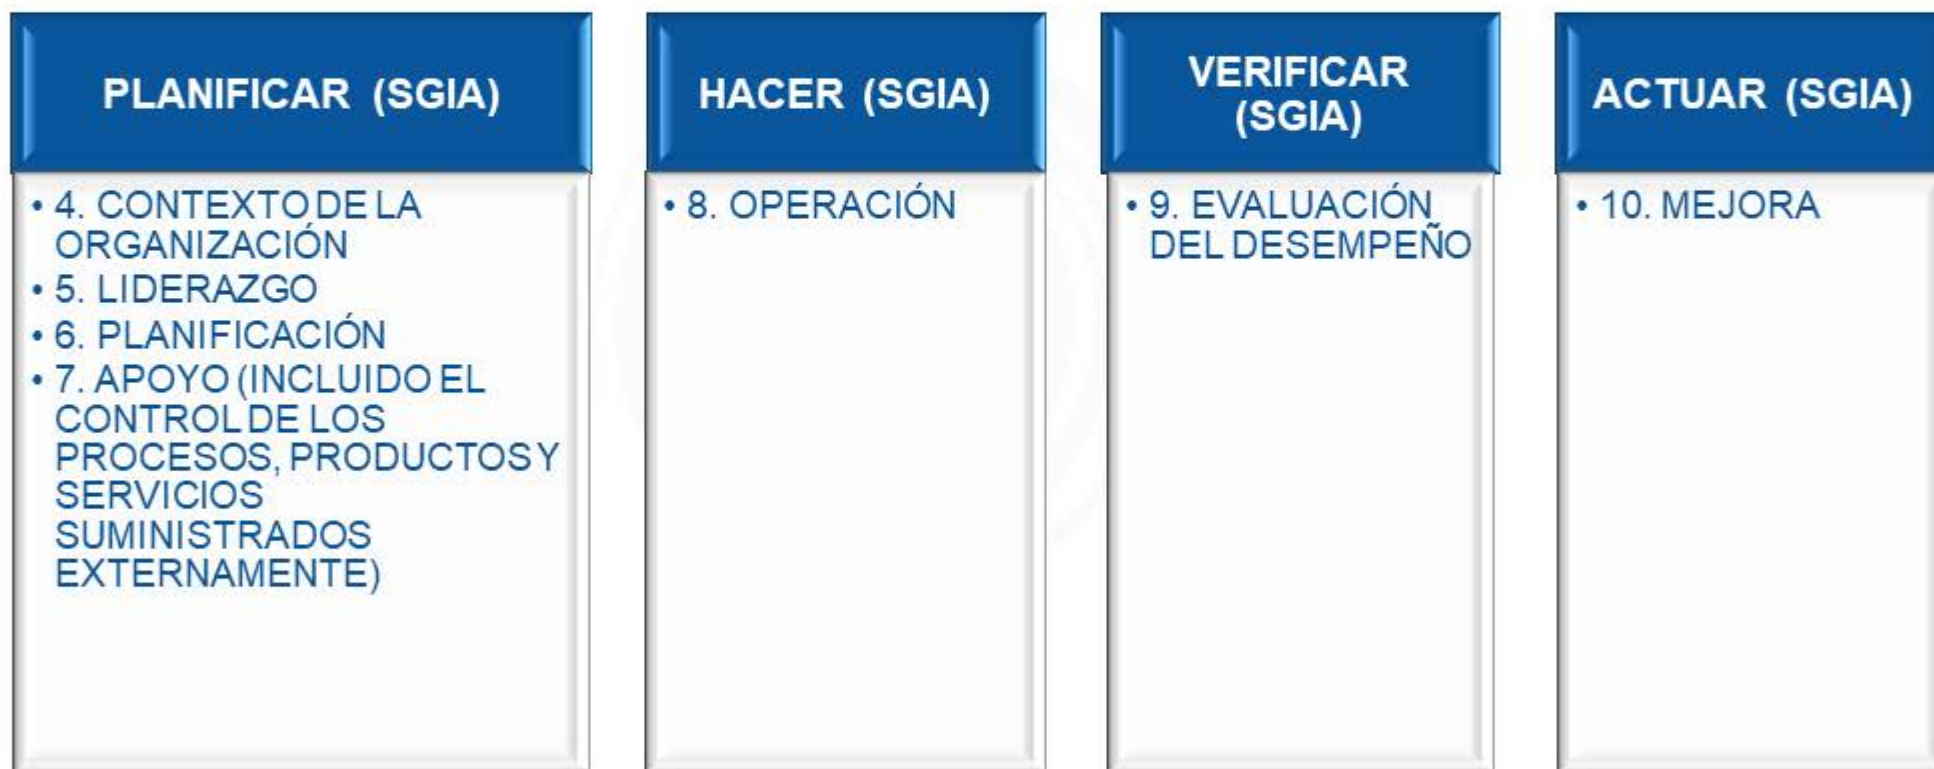 PLANIFICAR (SGIA)
• 4. CONTEXTO DE LA
ORGANIZACIÓN
• 5. LIDERAZGO
• 6. PLANIFICACIÓN
• 7. APOYO (INCLUIDO EL
CONTROL DE LOS
PROCESOS, PRODUCTOS Y
SERVICIOS
SUMINISTRADOS
EXTERNAMENTE)
HACER (SGIA)
• 8. OPERACIÓN
VERIFICAR
(SGIA)
• 9. EVALUACIÓN
DEL DESEMPEÑO
ACTUAR (SGIA)
• 10. MEJORA